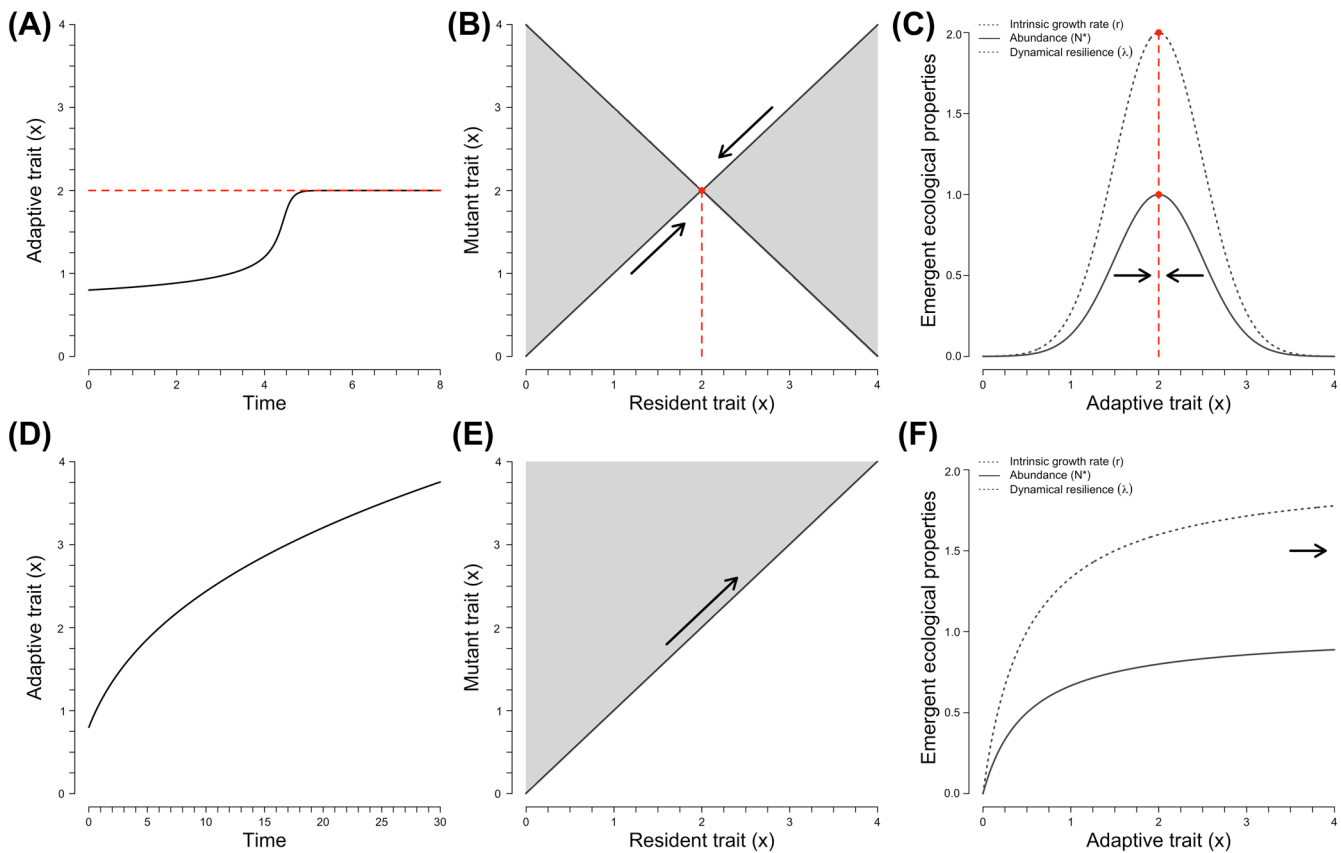 (A)
Adaptive trait (x)
4
3
2
1
0
0 2 4 6 8
Time
(B)
Mutant trait (x)
4
3
2
1
0
0 1 2 3 4
Resident trait (x)
(C)
Intrinsic growth rate (r)
Abundance (N*)
Dynamical resilience (λ)
Emergent ecological properties
2.0
1.5
1.0
0.5
0.0
0 1 2 3 4
Adaptive trait (x)
(D)
Adaptive trait (x)
4
3
2
1
0
0 5 10 15 20 25 30
Time
(E)
Mutant trait (x)
4
3
2
1
0
0 1 2 3 4
Resident trait (x)
(F)
Intrinsic growth rate (r)
Abundance (N*)
Dynamical resilience (λ)
Emergent ecological properties
2.0
1.5
1.0
0.5
0.0
0 1 2 3 4
Adaptive trait (x)